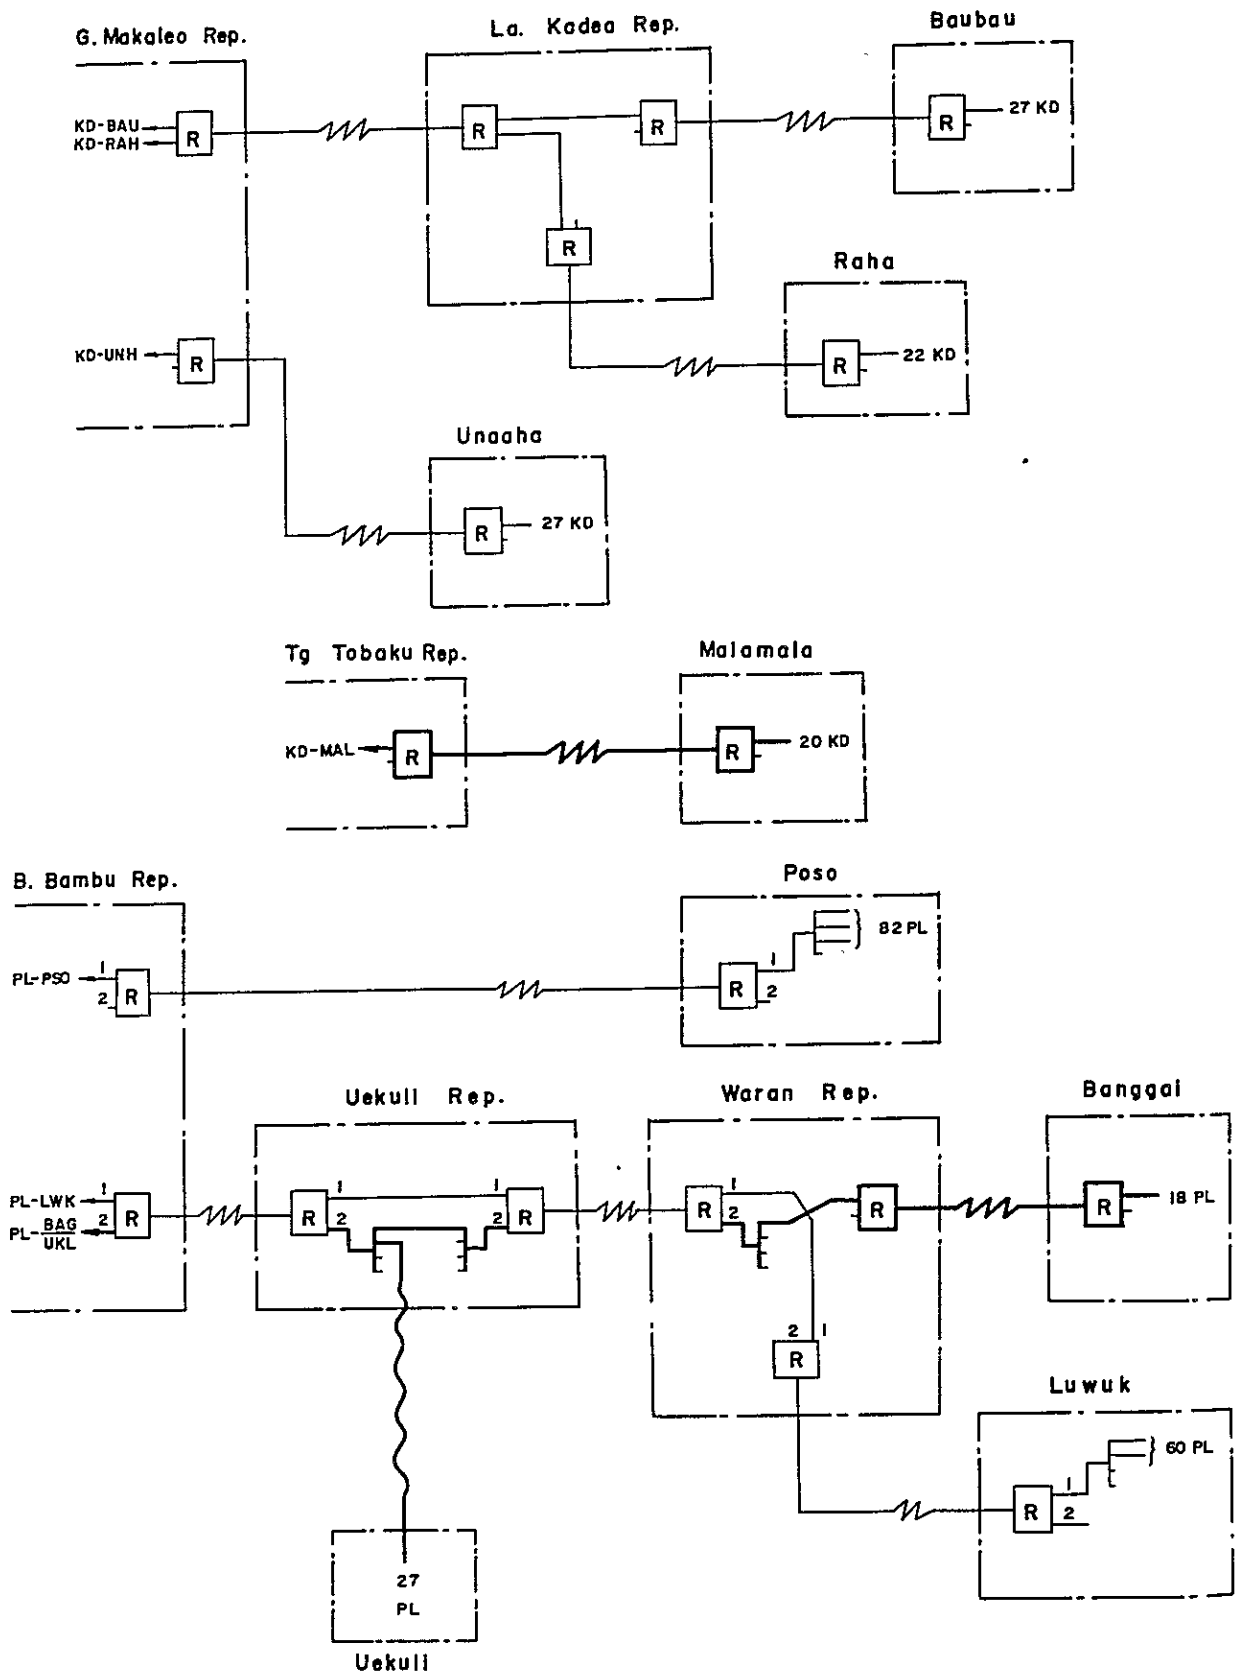 G. Makaleo Rep.
La. Kadea Rep.
Baubau
KD-BAU
KD-RAH
R
R
R
R
27 KD
R
Raha
KD-UNH
R
R
22 KD
Unaaha
R
27 KD
Tg Tobaku Rep.
Malamala
KD-MAL
R
R
20 KD
B. Bambu Rep.
Poso
82 PL
PL-PSO
1
2
R
R
1
2
Uekuli Rep.
Waran Rep.
Banggai
PL-LWK
PL-BAG
UKL
1
2
R
R
1
2
1
2
R
R
1
2
R
R
18 PL
2
1
R
Luwuk
60 PL
R
1
2
27
PL
Uekuli